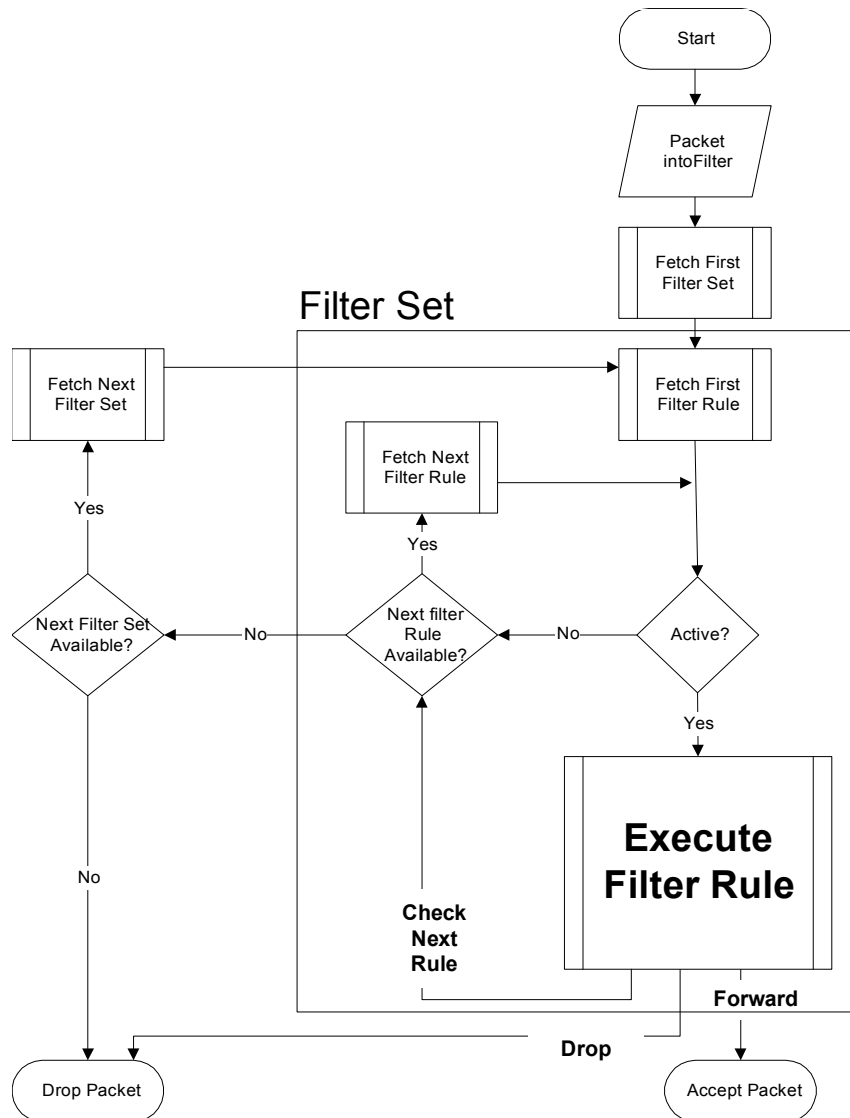 Start
Packet
intoFilter
Fetch First
Filter Set
Filter Set
Fetch Next
Filter Set
Fetch First
Filter Rule
Fetch Next
Filter Rule
Yes
Yes
Next Filter Set
Available?
No
Next filter
Rule
Available?
No
Active?
Yes
Execute
Filter Rule
No
Check
Next
Rule
Forward
Drop
Drop Packet
Accept Packet